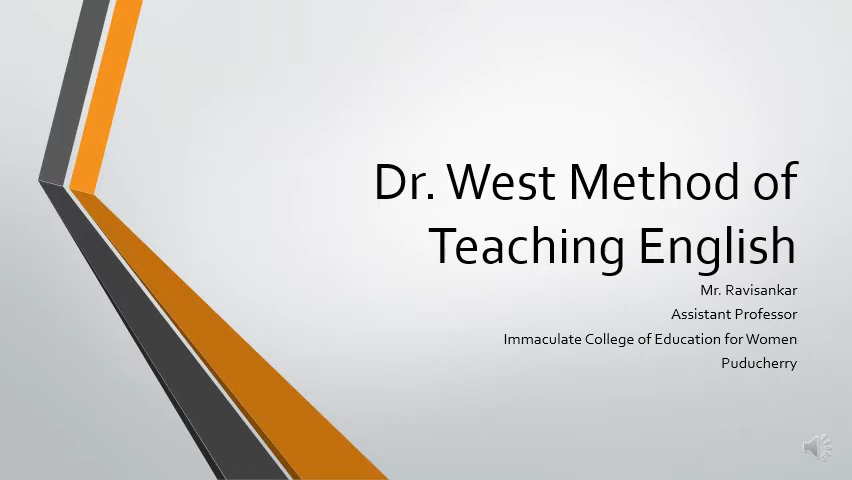 Dr. West Method of
Teaching English
Mr. Ravisankar
Assistant Professor
Immaculate College of Education for Women
Puducherry